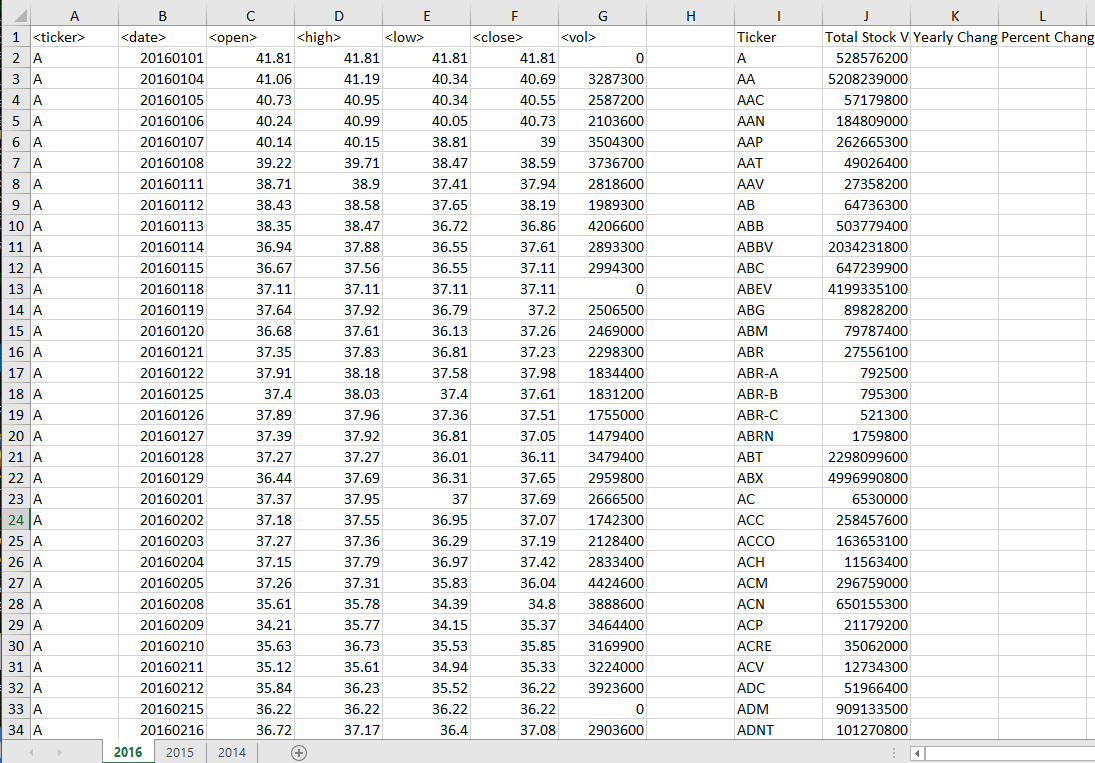 A B C D E F G H I J K L
1 <ticker> <date> <open> <high> <low> <close> <vol> Ticker Total Stock V Yearly Chang Percent Chang
2 A 20160101 41.81 41.81 41.81 41.81 0 A 528576200
3 A 20160104 41.06 41.19 40.34 40.69 3287300 AA 5208239000
4 A 20160105 40.73 40.95 40.34 40.55 2587200 AAC 57179800
5 A 20160106 40.24 40.99 40.05 40.73 2103600 AAN 184809000
6 A 20160107 40.14 40.15 38.81 39 3504300 AAP 262665300
7 A 20160108 39.22 39.71 38.47 38.59 3736700 AAT 49026400
8 A 20160111 38.71 38.9 37.41 37.94 2818600 AAV 27358200
9 A 20160112 38.43 38.58 37.65 38.19 1989300 AB 64736300
10 A 20160113 38.35 38.47 36.72 36.86 4206600 ABB 503779400
11 A 20160114 36.94 37.88 36.55 37.61 2893300 ABBV 2034231800
12 A 20160115 36.67 37.56 36.55 37.11 2994300 ABC 647239900
13 A 20160118 37.11 37.11 37.11 37.11 0 ABEV 4199335100
14 A 20160119 37.64 37.92 36.79 37.2 2506500 ABG 89828200
15 A 20160120 36.68 37.61 36.13 37.26 2469000 ABM 79787400
16 A 20160121 37.35 37.83 36.81 37.23 2298300 ABR 27556100
17 A 20160122 37.91 38.18 37.58 37.98 1834400 ABR-A 792500
18 A 20160125 37.4 38.03 37.4 37.61 1831200 ABR-B 795300
19 A 20160126 37.89 37.96 37.36 37.51 1755000 ABR-C 521300
20 A 20160127 37.39 37.92 36.81 37.05 1479400 ABRN 1759800
21 A 20160128 37.27 37.27 36.01 36.11 3479400 ABT 2298099600
22 A 20160129 36.44 37.69 36.31 37.65 2959800 ABX 4996990800
23 A 20160201 37.37 37.95 37 37.69 2666500 AC 6530000
24 A 20160202 37.18 37.55 36.95 37.07 1742300 ACC 258457600
25 A 20160203 37.27 37.36 36.29 37.19 2128400 ACCO 163653100
26 A 20160204 37.15 37.79 36.97 37.42 2833400 ACH 11563400
27 A 20160205 37.26 37.31 35.83 36.04 4424600 ACM 296759000
28 A 20160208 35.61 35.78 34.39 34.8 3888600 ACN 650155300
29 A 20160209 34.21 35.77 34.15 35.37 3464400 ACP 21179200
30 A 20160210 35.63 36.73 35.53 35.85 3169900 ACRE 35062000
31 A 20160211 35.12 35.61 34.94 35.33 3224000 ACV 12734300
32 A 20160212 35.84 36.23 35.52 36.22 3923600 ADC 51966400
33 A 20160215 36.22 36.22 36.22 36.22 0 ADM 909133500
34 A 20160216 36.72 37.17 36.4 37.08 2903600 ADNT 101270800
2016 2015 2014